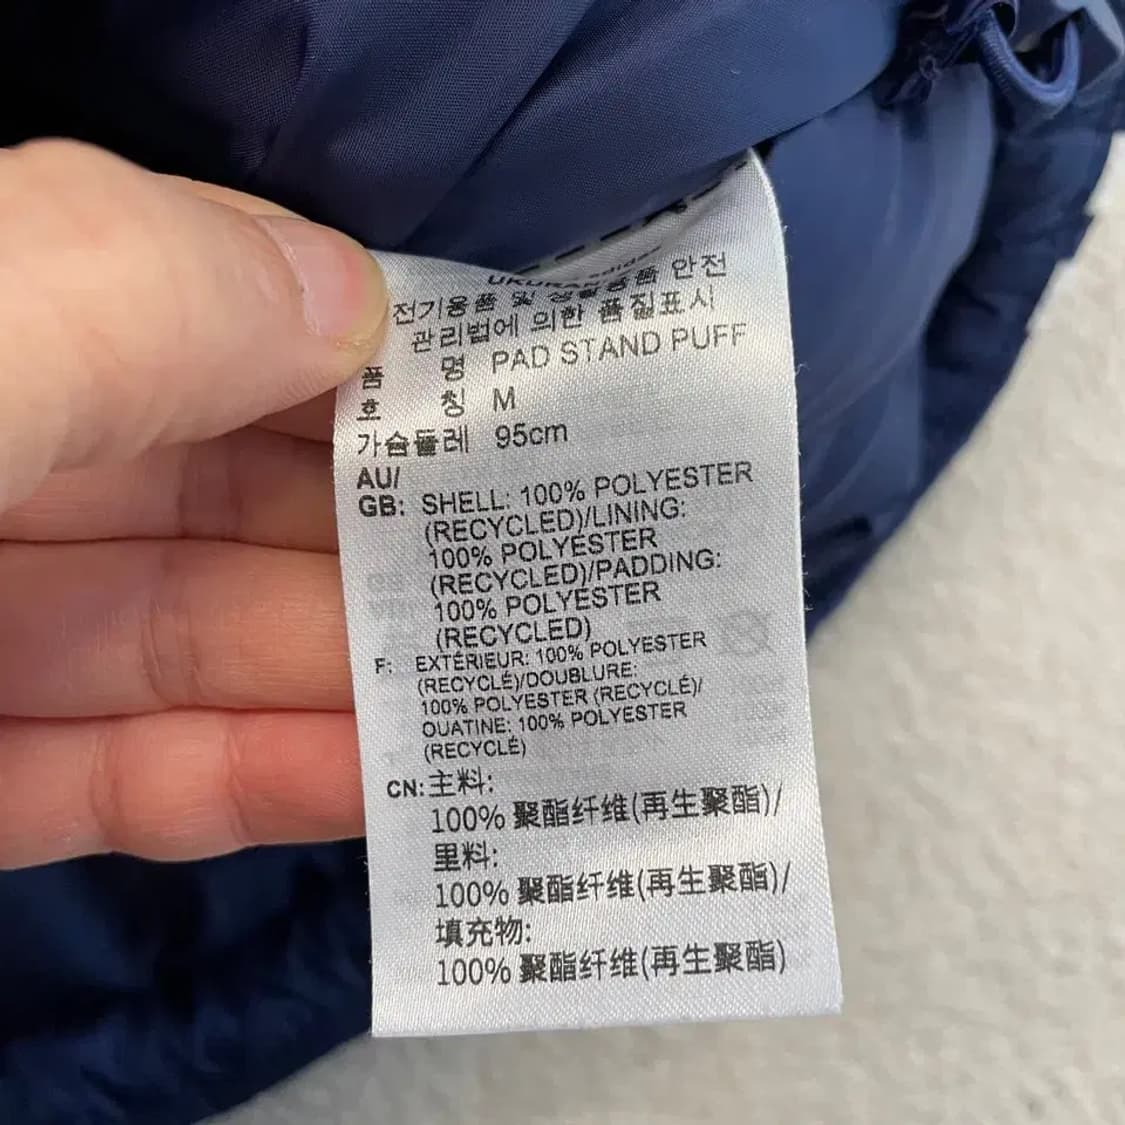 전기용품 및 생활용품 안전
관리법에 의한 품질표시
품 명 PAD STAND PUFF
호 칭 M
가슴둘레 95cm
AU/
GB: SHELL: 100% POLYESTER
(RECYCLED)/LINING:
100% POLYESTER
(RECYCLED)/PADDING:
100% POLYESTER
(RECYCLED)
F: EXTÉRIEUR: 100% POLYESTER
(RECYCLÉ)/DOUBLURE:
100% POLYESTER (RECYCLÉ)/
OUATINE: 100% POLYESTER
(RECYCLÉ)
CN: 主料:
100% 聚酯纤维(再生聚酯)/
里料:
100% 聚酯纤维(再生聚酯)/
填充物:
100% 聚酯纤维(再生聚酯)